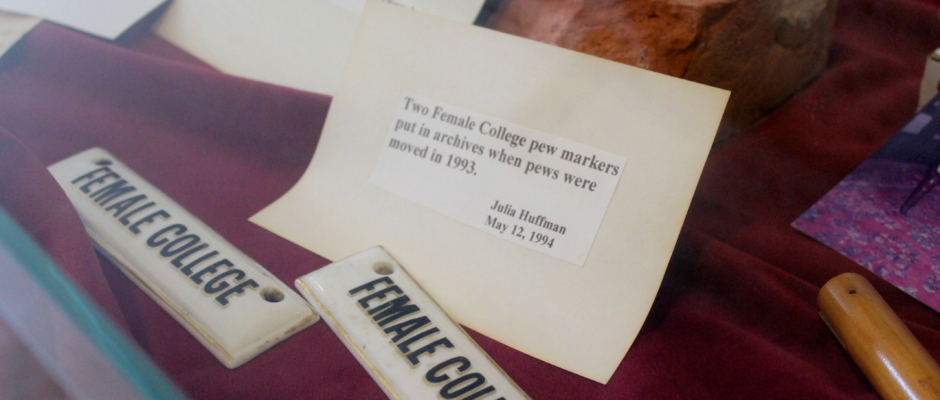 Two Female College pew markers
put in archives when pews were
moved in 1993.
Julia Huffman
May 12, 1994
FEMALE COLLEGE
FEMALE COL